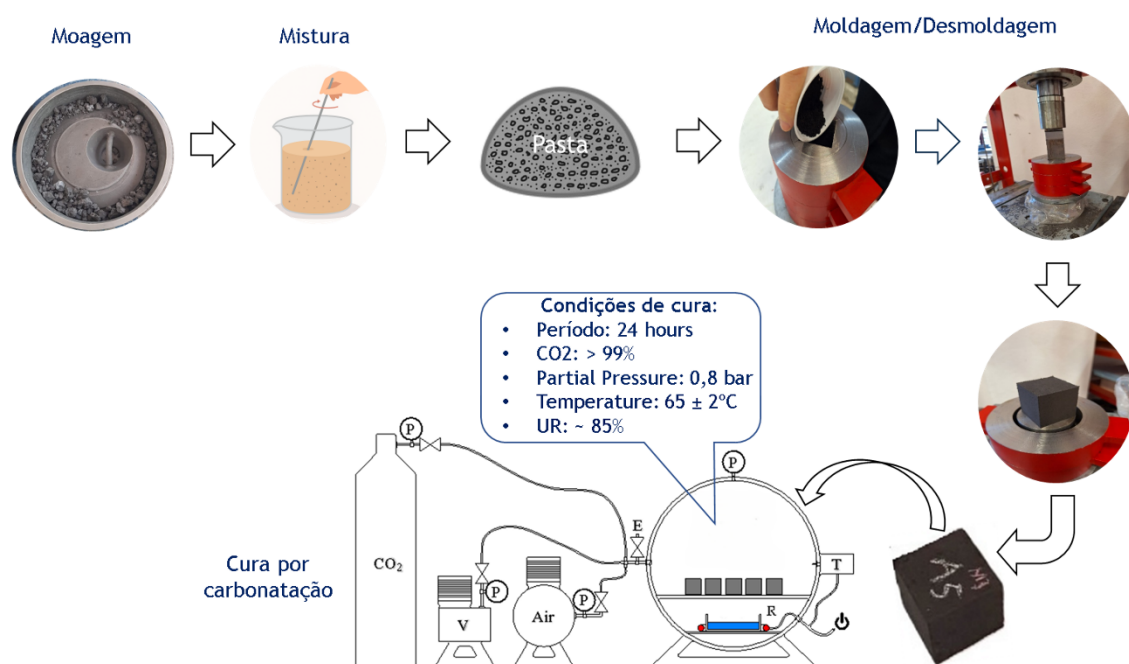 Moagem
Mistura
Moldagem/Desmoldagem
Pasta
Condições de cura:
• Período: 24 hours
• CO2: > 99%
• Partial Pressure: 0,8 bar
• Temperature: 65 ± 2ºC
• UR: ~ 85%
P
P
E
CO₂
P
P
T
R
V
Air
Cura por
carbonatação
A5